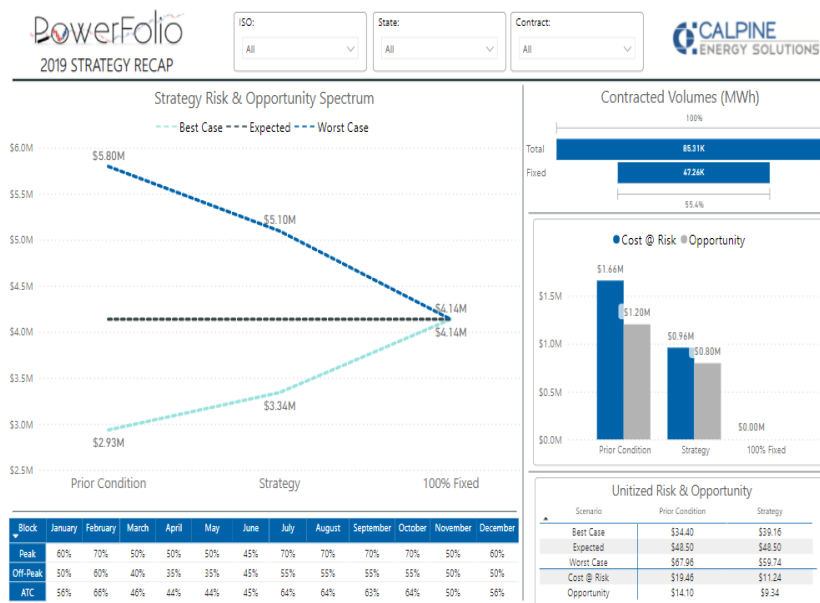 PowerFolio
2019 STRATEGY RECAP
ISO:
All
State:
All
Contract:
All
CALPINE
ENERGY SOLUTIONS
Strategy Risk & Opportunity Spectrum
Best Case Expected Worst Case
$6.0M
$5.5M
$5.0M
$4.5M
$4.0M
$3.5M
$3.0M
$2.5M
$5.80M
$5.10M
$4.14M
$4.14M
$3.34M
$2.93M
Prior Condition Strategy 100% Fixed
Contracted Volumes (MWh)
100%
Total 85.31K
Fixed 47.26K
55.4%
Cost @ Risk Opportunity
$1.5M
$1.0M
$0.5M
$0.0M
$1.66M
$1.20M
$0.96M
$0.80M
$0.00M
Prior Condition Strategy 100% Fixed
Block January February March April May June July August September October November December
Peak 60% 70% 50% 50% 50% 45% 70% 70% 70% 70% 50% 60%
Off-Peak 50% 60% 40% 35% 35% 45% 55% 55% 55% 55% 50% 50%
ATC 56% 66% 46% 44% 44% 45% 64% 64% 63% 64% 50% 56%
Unitized Risk & Opportunity
Scenario Prior Condition Strategy
Best Case $34.40 $39.16
Expected $48.50 $48.50
Worst Case $67.96 $59.74
Cost @ Risk $19.46 $11.24
Opportunity $14.10 $9.34